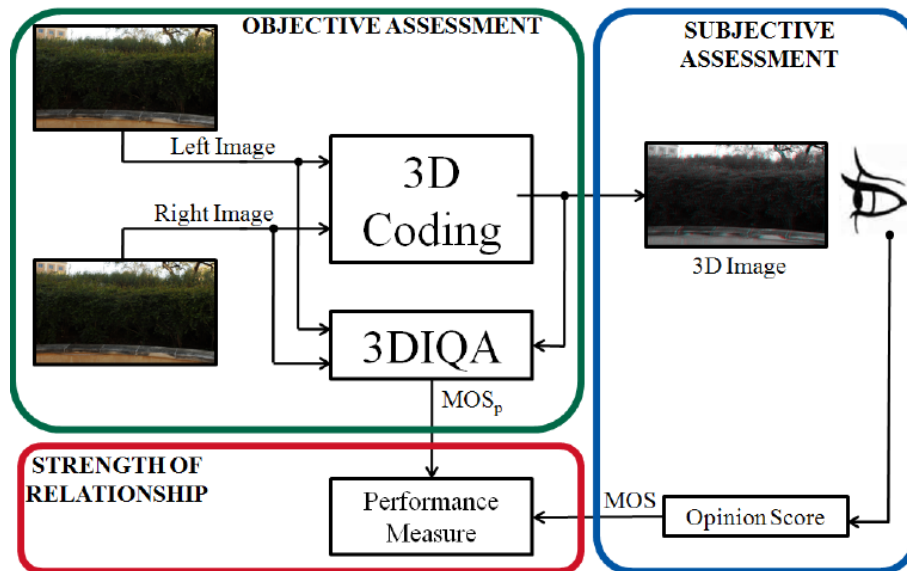 OBJECTIVE ASSESSMENT
SUBJECTIVE
ASSESSMENT
Left Image
3D
Coding
Right Image
3D Image
3DIQA
MOSp
STRENGTH OF
RELATIONSHIP
Performance
Measure
MOS
Opinion Score